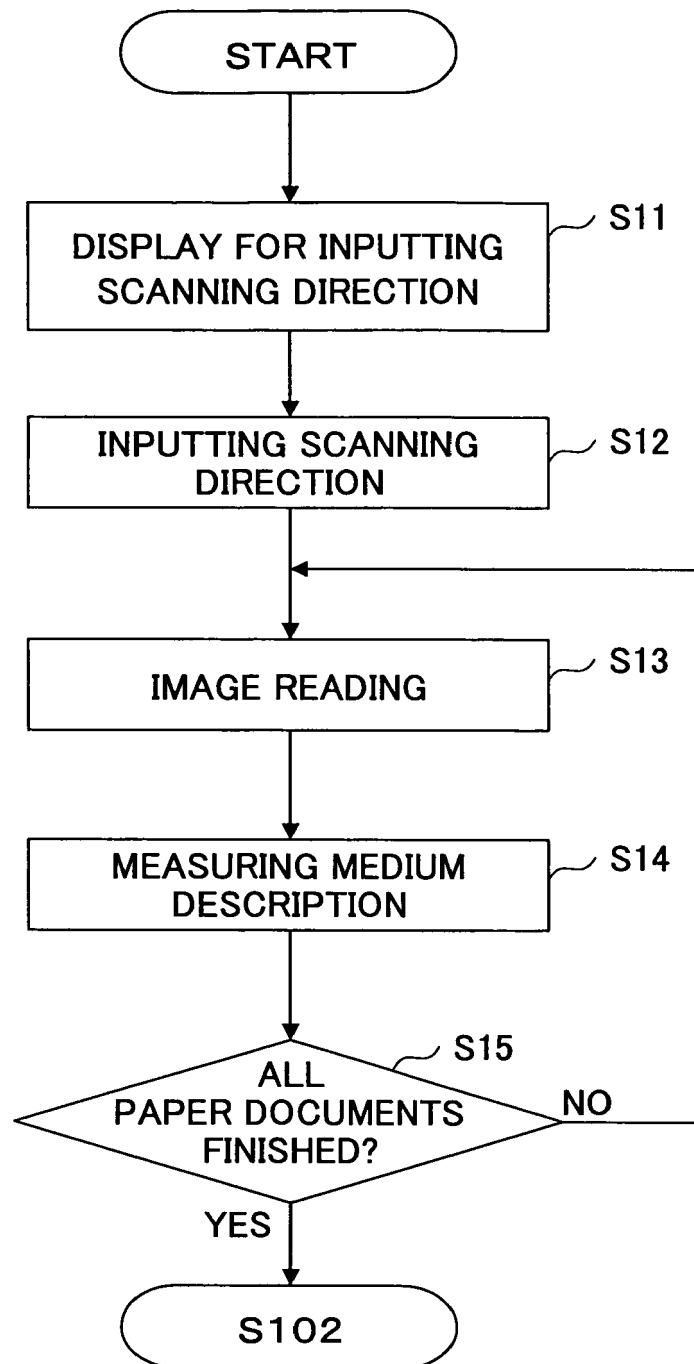 START
S11
DISPLAY FOR INPUTTING
SCANNING DIRECTION
S12
INPUTTING SCANNING
DIRECTION
S13
IMAGE READING
S14
MEASURING MEDIUM
DESCRIPTION
S15
ALL
PAPER DOCUMENTS
FINISHED?
NO
YES
S102